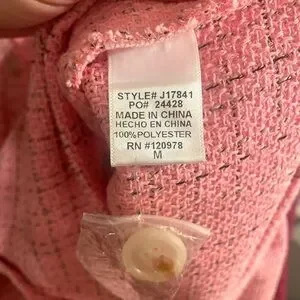 STYLE# J17841
PO# 24428
MADE IN CHINA
HECHO EN CHINA
100%POLYESTER
RN #120978
M